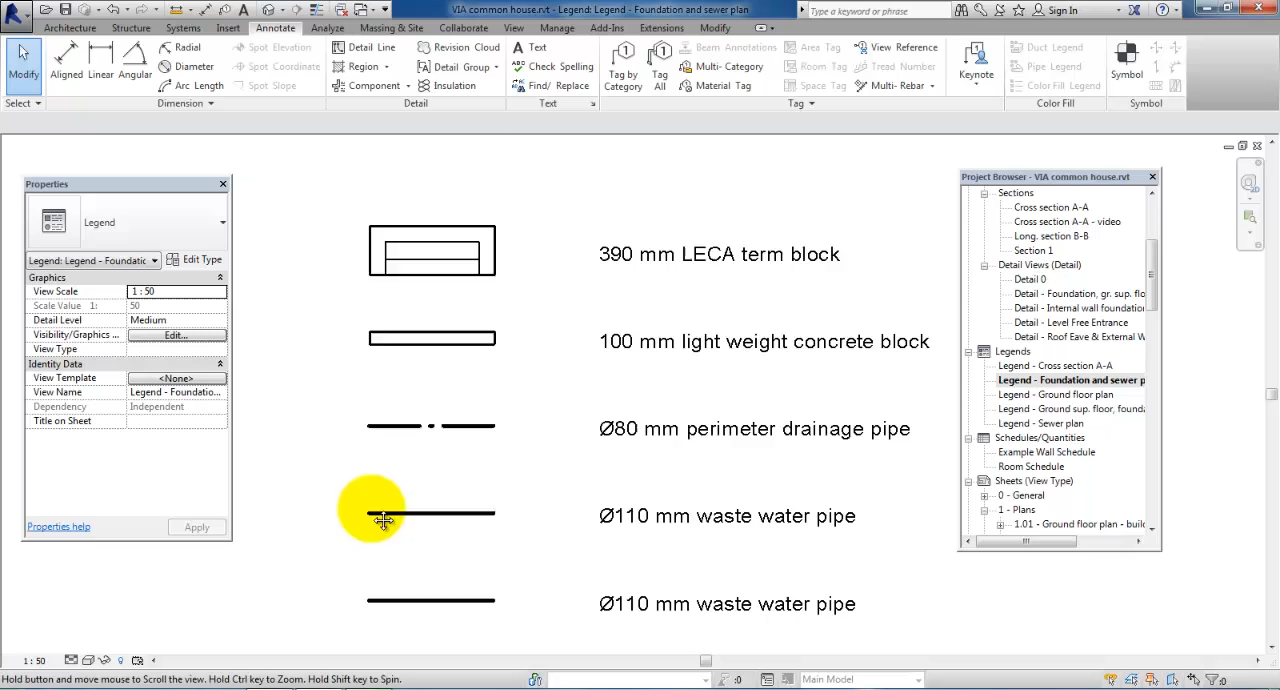 VIA common house.rvt - Legend: Legend - Foundation and sewer plan
Type a keyword or phrase
Sign In
Architecture Structure Systems Insert Annotate Analyze Massing & Site Collaborate View Manage Add-Ins Extensions Modify
Modify
Select
Aligned Linear Angular
Radial
Diameter
Arc Length
Spot Elevation
Spot Coordinate
Spot Slope
Dimension
Detail Line
Region
Component
Revision Cloud
Detail Group
Insulation
Detail
Text
Check Spelling
Find/ Replace
Text
Tag by Category
Tag All
Beam Annotations
Multi- Category
Material Tag
Area Tag
Room Tag
Space Tag
View Reference
Tread Number
Multi- Rebar
Tag
Keynote
Duct Legend
Pipe Legend
Color Fill Legend
Color Fill
Symbol
Symbol
Properties
Legend
Legend: Legend - Foundatic
Edit Type
Graphics
View Scale 1 : 50
Scale Value 1: 50
Detail Level Medium
Visibility/Graphics ... Edit...
View Type
Identity Data
View Template <None>
View Name Legend - Foundatio...
Dependency Independent
Title on Sheet
Properties help
Apply
390 mm LECA term block
100 mm light weight concrete block
Ø80 mm perimeter drainage pipe
Ø110 mm waste water pipe
Ø110 mm waste water pipe
Project Browser - VIA common house.rvt
Sections
Cross section A-A
Cross section A-A - video
Long. section B-B
Section 1
Detail Views (Detail)
Detail 0
Detail - Foundation, gr. sup. flo
Detail - Internal wall foundation
Detail - Level Free Entrance
Detail - Roof Eave & External W
Legends
Legend - Cross section A-A
Legend - Foundation and sewer p
Legend - Ground floor plan
Legend - Ground sup. floor, founda
Legend - Sewer plan
Schedules/Quantities
Example Wall Schedule
Room Schedule
Sheets (View Type)
0 - General
1 - Plans
1.01 - Ground floor plan - buil
1 : 50
Hold button and move mouse to Scroll the view. Hold Ctrl key to Zoom. Hold Shift key to Spin.
:0
Main Model
:0